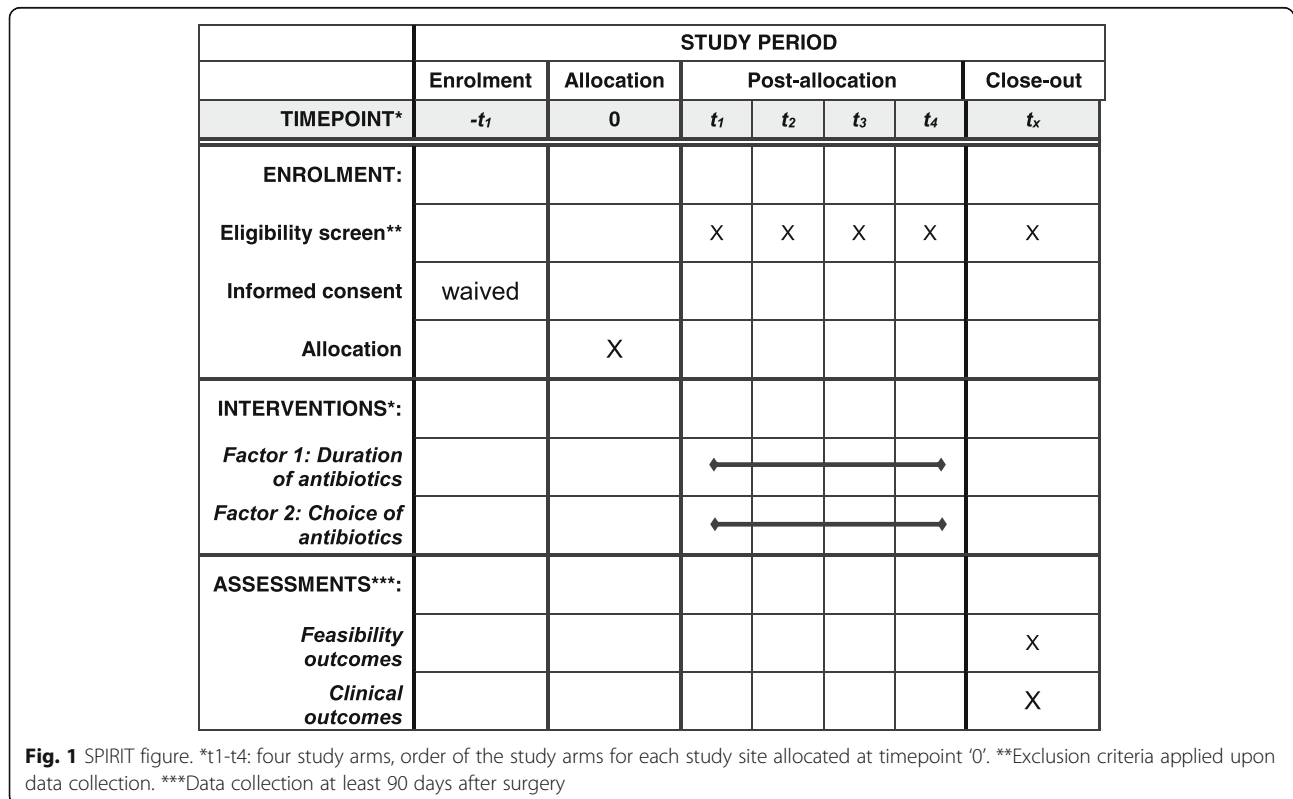 STUDY PERIOD
Enrolment Allocation Post-allocation Close-out
TIMEPOINT* -t1 0 t1 t2 t3 t4 tx
ENROLMENT:
Eligibility screen** X X X X X
Informed consent waived
Allocation X
INTERVENTIONS*:
Factor 1: Duration
of antibiotics
Factor 2: Choice of
antibiotics
ASSESSMENTS***:
Feasibility
outcomes X
Clinical
outcomes X
Fig. 1 SPIRIT figure. *t1-t4: four study arms, order of the study arms for each study site allocated at timepoint ‘0’. **Exclusion criteria applied upon
data collection. ***Data collection at least 90 days after surgery